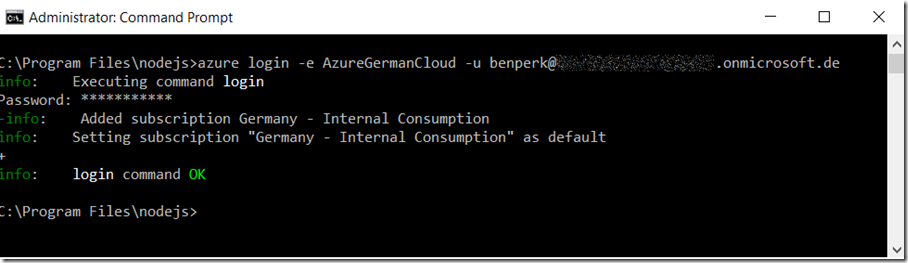 Administrator: Command Prompt
C:\Program Files\nodejs>azure login -e AzureGermanCloud -u benperk@ .onmicrosoft.de
info:    Executing command login
Password: ***********
-info:    Added subscription Germany - Internal Consumption
info:    Setting subscription "Germany - Internal Consumption" as default
+
info:    login command OK
C:\Program Files\nodejs>